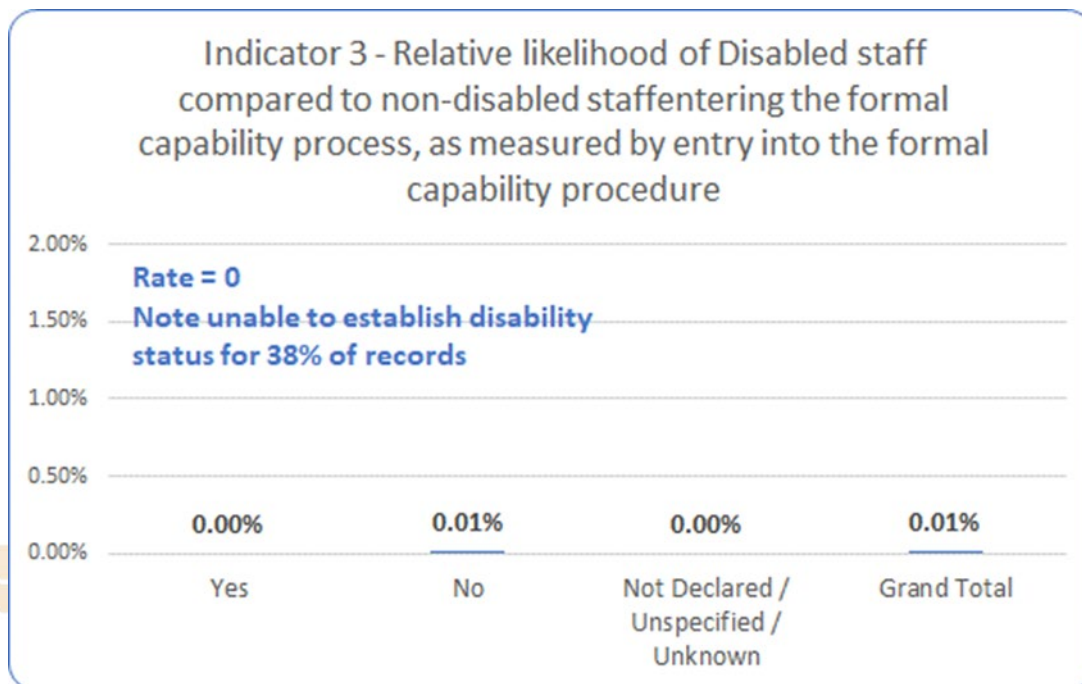 Indicator 3 - Relative likelihood of Disabled staff
compared to non-disabled staffentering the formal
capability process, as measured by entry into the formal
capability procedure
2.00%
Rate = 0
1.50%
Note unable to establish disability
status for 38% of records
1.00%
0.50%
0.00% 0.01% 0.00% 0.01%
0.00%
Yes No Not Declared / Grand Total
Unspecified /
Unknown